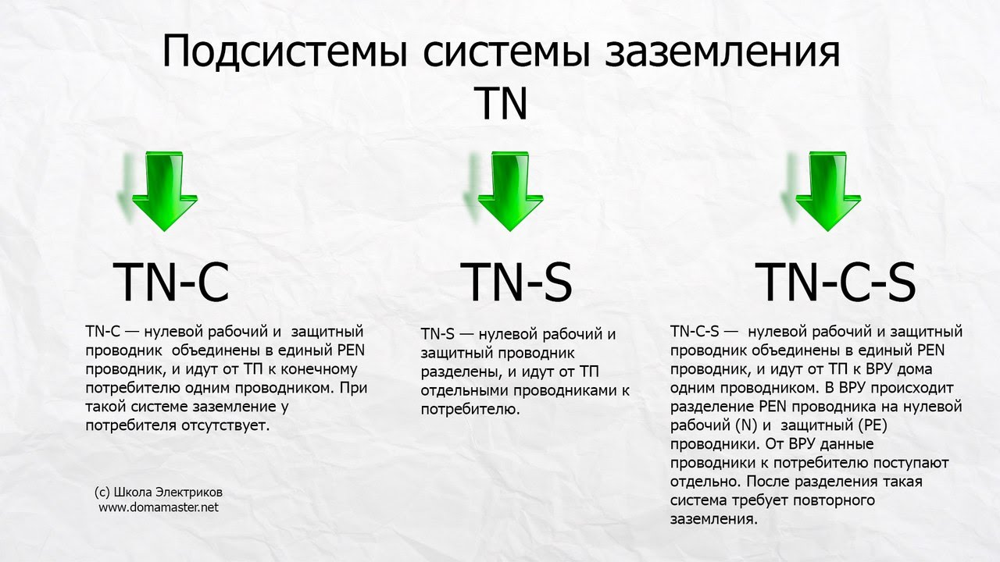 Подсистемы системы заземления
TN
TN-C
TN-C — нулевой рабочий и защитный
проводник объединены в единый PEN
проводник, и идут от ТП к конечному
потребителю одним проводником. При
такой системе заземление у
потребителя отсутствует.
TN-S
TN-S — нулевой рабочий и
защитный проводник
разделены, и идут от ТП
отдельными проводниками к
потребителю.
TN-C-S
TN-C-S — нулевой рабочий и защитный
проводник объединены в единый PEN
проводник, и идут от ТП к ВРУ дома
одним проводником. В ВРУ происходит
разделение PEN проводника на нулевой
рабочий (N) и защитный (PE)
проводники. От ВРУ данные
проводники к потребителю поступают
отдельно. После разделения такая
система требует повторного
заземления.
(с) Школа Электриков
www.domamaster.net